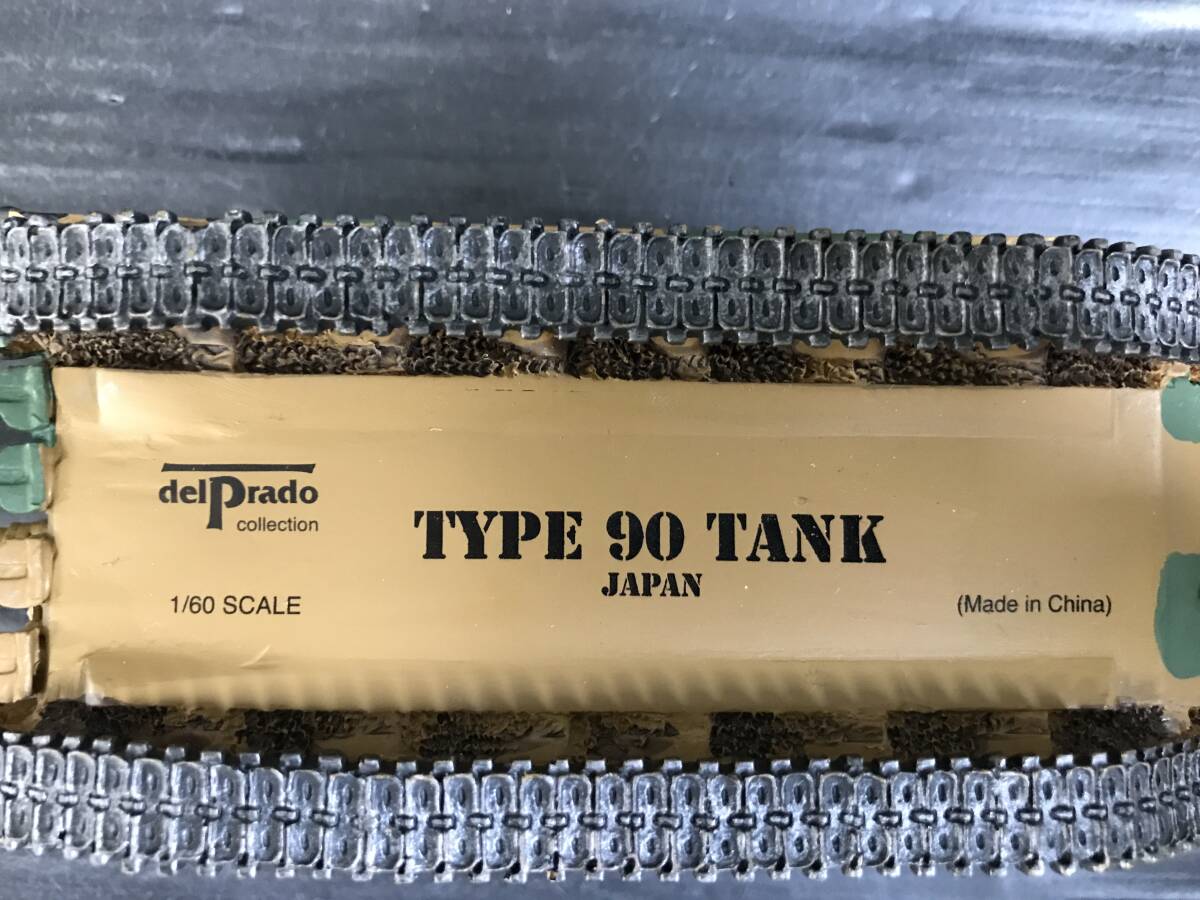 delPrado
collection
TYPE 90 TANK
JAPAN
1/60 SCALE
(Made in China)